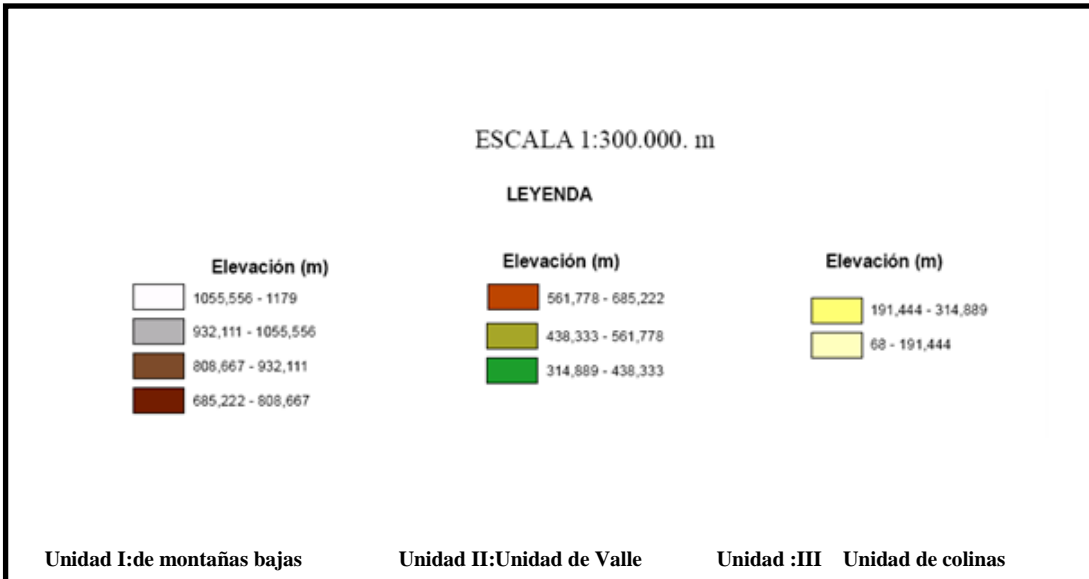 ESCALA 1:300.000. m
LEYENDA
Elevación (m)
1055,556 - 1179
932,111 - 1055,556
808,667 - 932,111
685,222 - 808,667
Elevación (m)
561,778 - 685,222
438,333 - 561,778
314,889 - 438,333
Elevación (m)
191,444 - 314,889
68 - 191,444
Unidad I:de montañas bajas
Unidad II:Unidad de Valle
Unidad :III Unidad de colinas